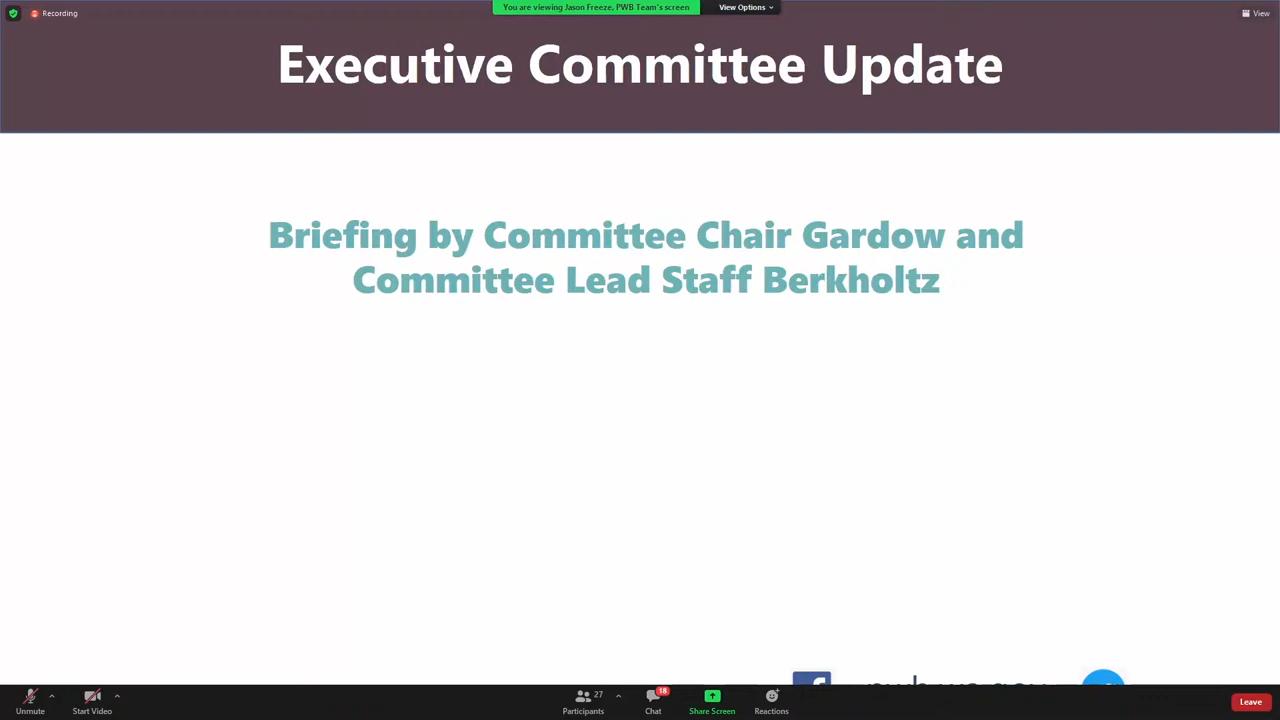 Recording
You are viewing Jason Freeze, PWB Team's screen
View Options
View
Executive Committee Update
Briefing by Committee Chair Gardow and
Committee Lead Staff Berkholtz
27
18
Unmute
Start Video
Participants
Chat
Share Screen
Reactions
Leave